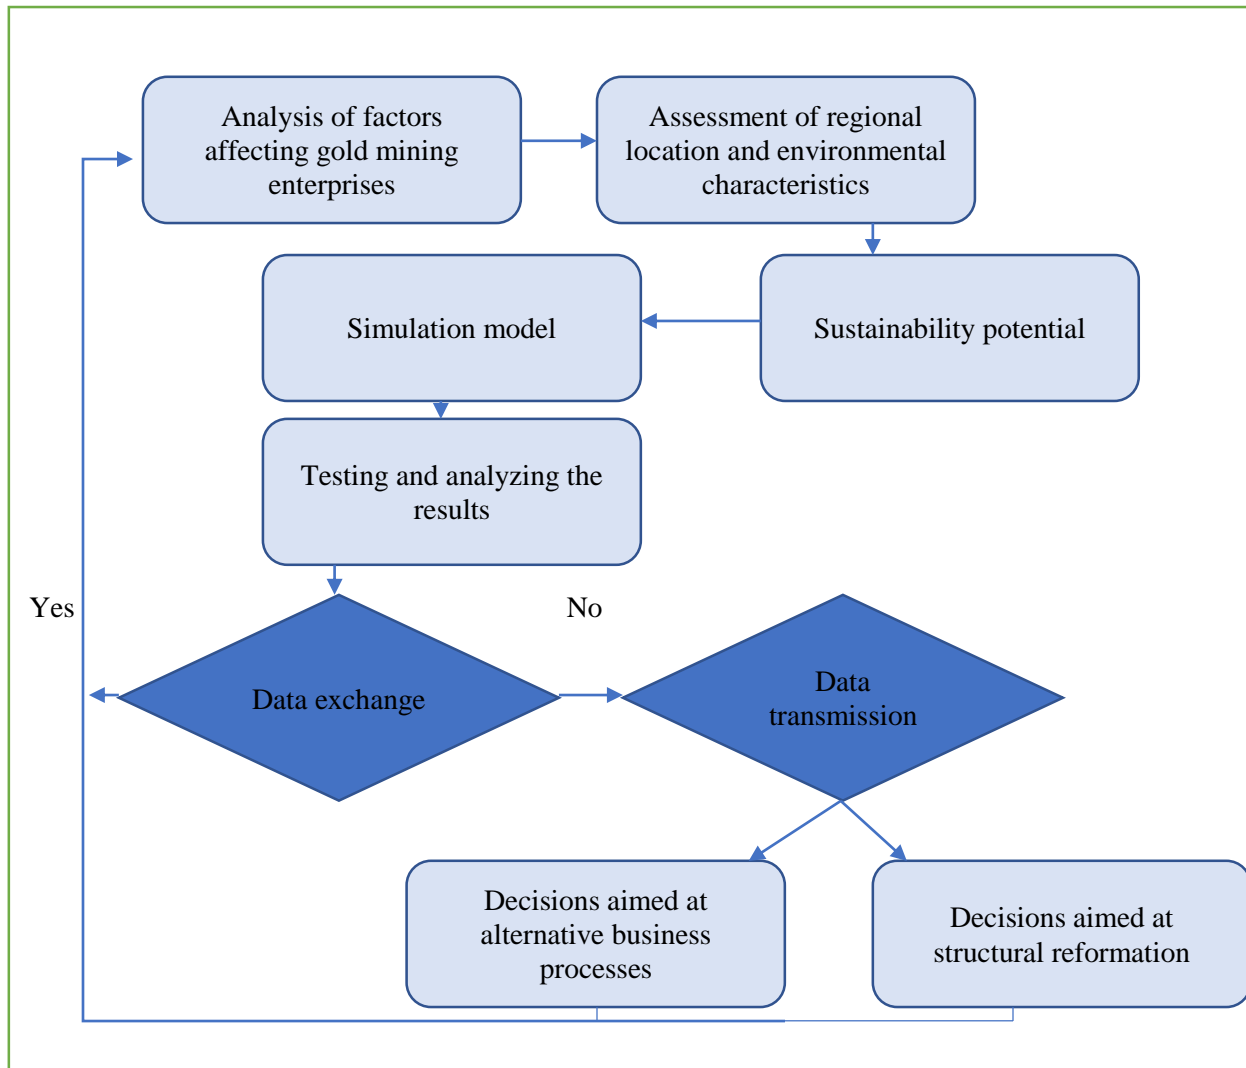 Analysis of factors
affecting gold mining
enterprises
Assessment of regional
location and environmental
characteristics
Simulation model
Sustainability potential
Testing and analyzing the
results
Yes
No
Data exchange
Data
transmission
Decisions aimed at
alternative business
processes
Decisions aimed at
structural reformation